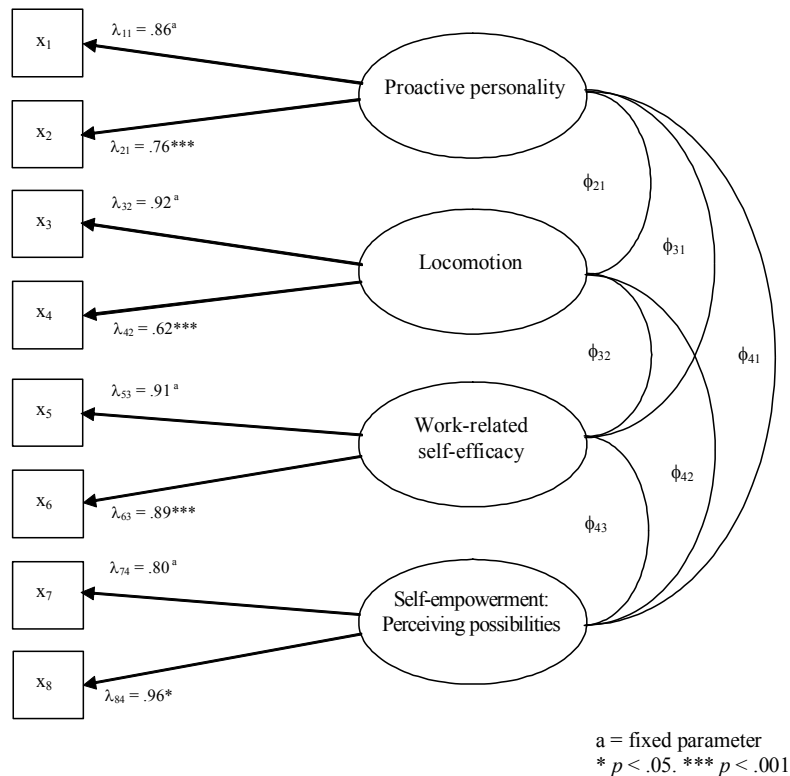 x₁
λ₁₁ = .86ᵃ
Proactive personality
x₂
λ₂₁ = .76***
ϕ₂₁
x₃
λ₃₂ = .92ᵃ
ϕ₃₁
Locomotion
x₄
λ₄₂ = .62***
ϕ₃₂
ϕ₄₁
x₅
λ₅₃ = .91ᵃ
Work-related
self-efficacy
x₆
λ₆₃ = .89***
ϕ₄₂
ϕ₄₃
x₇
λ₇₄ = .80ᵃ
Self-empowerment:
Perceiving possibilities
x₈
λ₈₄ = .96*
a = fixed parameter
* p < .05. *** p < .001